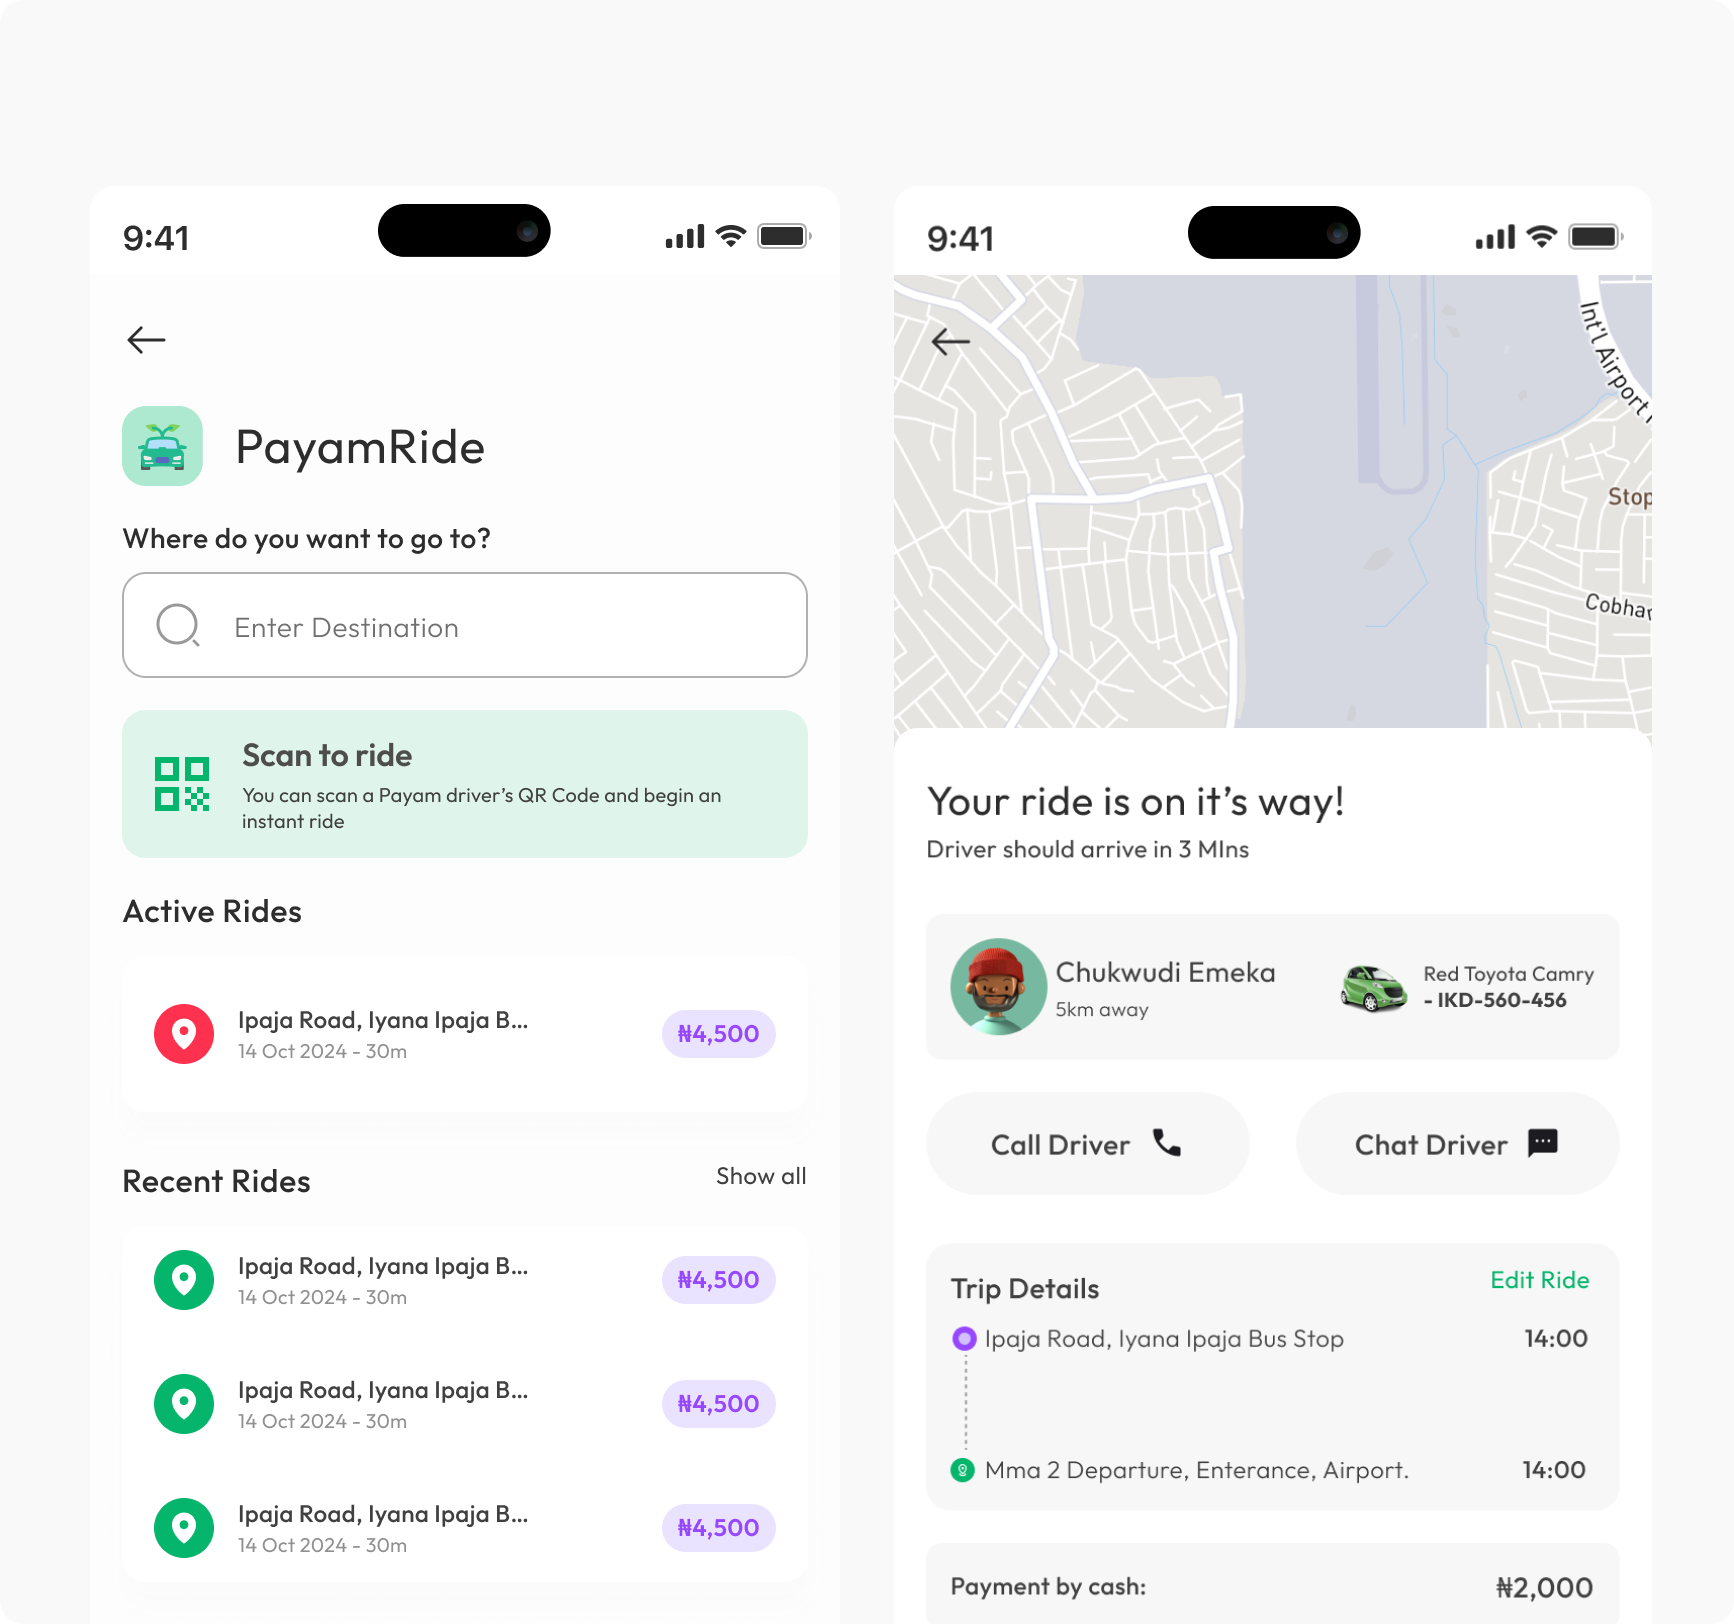 9:41
PayamRide
Where do you want to go to?
Enter Destination
Scan to ride
You can scan a Payam driver’s QR Code and begin an
instant ride
Active Rides
Ipaja Road, Iyana Ipaja B...
14 Oct 2024 - 30m
₦4,500
Recent Rides
Show all
Ipaja Road, Iyana Ipaja B...
14 Oct 2024 - 30m
₦4,500
Ipaja Road, Iyana Ipaja B...
14 Oct 2024 - 30m
₦4,500
Ipaja Road, Iyana Ipaja B...
14 Oct 2024 - 30m
₦4,500
9:41
Int'l Airport
Stop
Cobha
Your ride is on it’s way!
Driver should arrive in 3 MIns
Chukwudi Emeka
5km away
Red Toyota Camry
- IKD-560-456
Call Driver
Chat Driver
Trip Details
Edit Ride
Ipaja Road, Iyana Ipaja Bus Stop
14:00
Mma 2 Departure, Enterance, Airport.
14:00
Payment by cash:
₦2,000